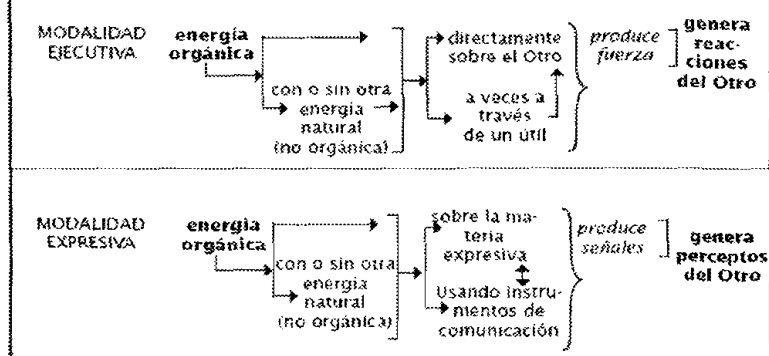 MODALIDAD
EJECUTIVA
energía
orgánica
con o sin otra
energía
natural
(no orgánica)
directamente
sobre el Otro
a veces a
través
de un útil
produce
fuerza
genera
reac-
ciones
del Otro
MODALIDAD
EXPRESIVA
energía
orgánica
con o sin otra
energía
natural
(no orgánica)
sobre la ma-
teria
expresiva
Usando instru-
mentos de
comunicación
produce
señales
genera
perceptos
del Otro